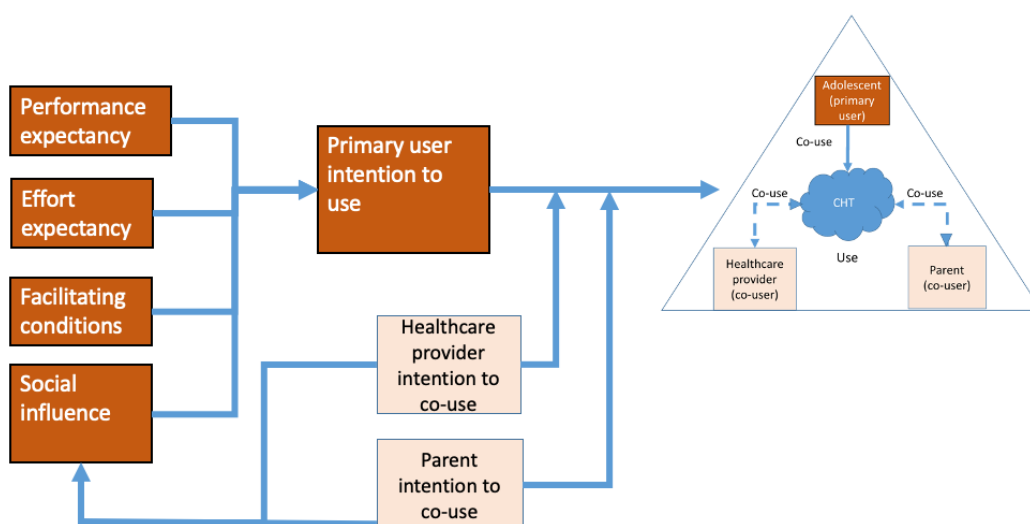 Performance
expectancy
Effort
expectancy
Facilitating
conditions
Social
influence
Primary user
intention to
use
Healthcare
provider
intention to
co-use
Parent
intention to
co-use
Adolescent
(primary
user)
Co-use
Co-use
Co-use
CHT
Use
Healthcare
provider
(co-user)
Parent
(co-user)